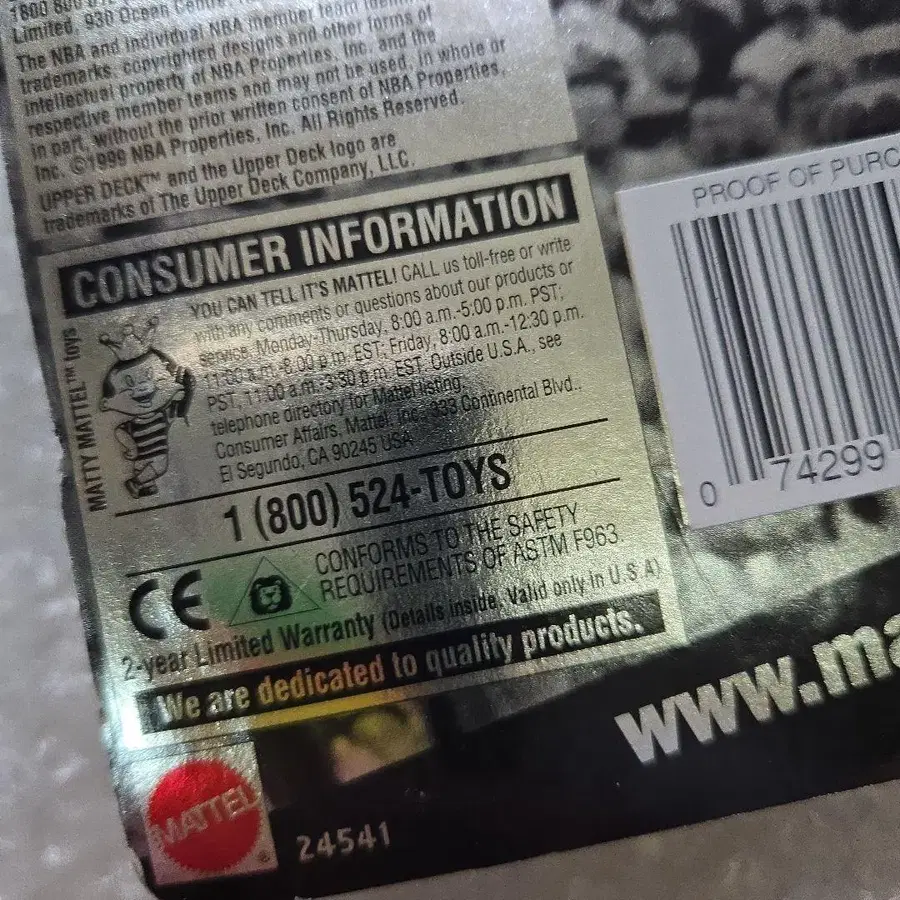 Limited, 930 Ocean
The NBA and individual NBA member team
trademarks, copyrighted designs and other forms of
intellectual property of NBA Properties, Inc. and the
respective member teams and may not be used, in whole or
in part, without the prior written consent of NBA Properties,
Inc. ©1999 NBA Properties, Inc. All Rights Reserved.
UPPER DECK™ and the Upper Deck logo are
trademarks of The Upper Deck Company, LLC.
CONSUMER INFORMATION
MATTY MATTEL™ toys
YOU CAN TELL IT'S MATTEL! CALL us toll-free or write
with any comments or questions about our products or
service, Monday-Thursday, 8:00 a.m.-5:00 p.m. PST;
11:00 a.m.-8:00 p.m. EST; Friday, 8:00 a.m.-12:30 p.m.
PST, 11:00 a.m.-3:30 p.m. EST. Outside U.S.A., see
telephone directory for Mattel listing.
Consumer Affairs, Mattel, Inc., 333 Continental Blvd.,
El Segundo, CA 90245 USA
1 (800) 524-TOYS
CE
CONFORMS TO THE SAFETY
REQUIREMENTS OF ASTM F963
2-year Limited Warranty (Details inside. Valid only in U.S.A)
We are dedicated to quality products.
MATTEL®
24541
PROOF OF PURC
0 74299
www.ma